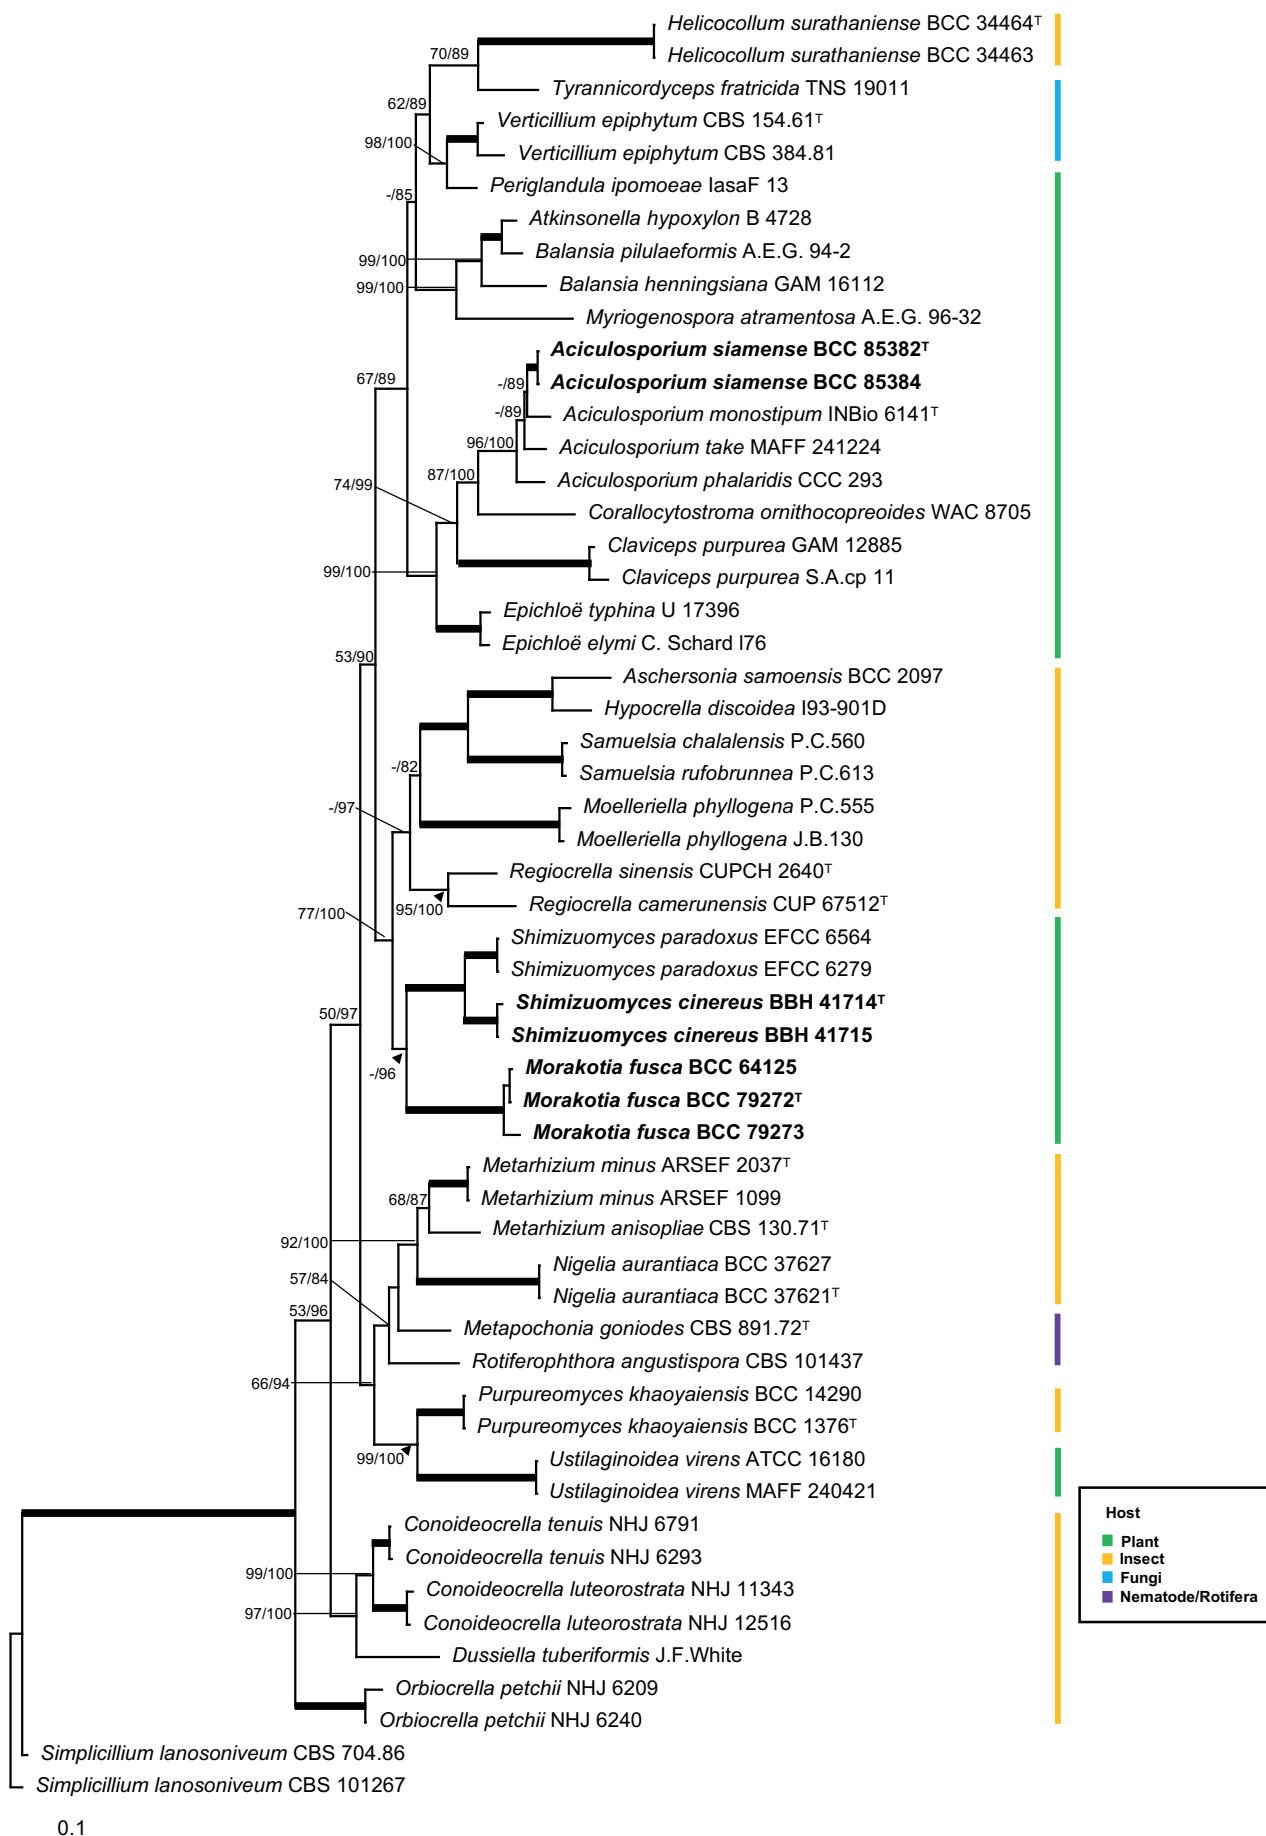 Helicocollum surathaniense BCC 34464ᵀ
Helicocollum surathaniense BCC 34463
70/89
Tyrannicordyceps fratricida TNS 19011
62/89
Verticillium epiphytum CBS 154.61ᵀ
98/100
Verticillium epiphytum CBS 384.81
Periglandula ipomoeae IasaF 13
-/85
Atkinsonella hypoxylon B 4728
Balansia pilulaeformis A.E.G. 94-2
99/100
Balansia henningsiana GAM 16112
99/100
Myriogenospora atramentosa A.E.G. 96-32
Aciculosporium siamense BCC 85382ᵀ
67/89
Aciculosporium siamense BCC 85384
-/89
Aciculosporium monostipum INBio 6141ᵀ
-/89
Aciculosporium take MAFF 241224
96/100
Aciculosporium phalaridis CCC 293
87/100
74/99
Corallocytostroma ornithocopreoides WAC 8705
Claviceps purpurea GAM 12885
99/100
Claviceps purpurea S.A.cp 11
Epichloë typhina U 17396
Epichloë elymi C. Schard I76
53/90
Aschersonia samoensis BCC 2097
Hypocrella discoidea I93-901D
Samuelsia chalalensis P.C.560
-/82
Samuelsia rufobrunnea P.C.613
-/97
Moelleriella phyllogena P.C.555
Moelleriella phyllogena J.B.130
Regiocrella sinensis CUPCH 2640ᵀ
95/100
Regiocrella camerunensis CUP 67512ᵀ
77/100
Shimizuomyces paradoxus EFCC 6564
Shimizuomyces paradoxus EFCC 6279
50/97
Shimizuomyces cinereus BBH 41714ᵀ
Shimizuomyces cinereus BBH 41715
-/96
Morakotia fusca BCC 64125
Morakotia fusca BCC 79272ᵀ
Morakotia fusca BCC 79273
Metarhizium minus ARSEF 2037ᵀ
68/87
Metarhizium minus ARSEF 1099
Metarhizium anisopliae CBS 130.71ᵀ
92/100
Nigelia aurantiaca BCC 37627
57/84
Nigelia aurantiaca BCC 37621ᵀ
53/96
Metapochonia goniodes CBS 891.72ᵀ
Rotiferophthora angustispora CBS 101437
66/94
Purpureomyces khaoyaiensis BCC 14290
Purpureomyces khaoyaiensis BCC 1376ᵀ
99/100
Ustilaginoidea virens ATCC 16180
Ustilaginoidea virens MAFF 240421
Conoideocrella tenuis NHJ 6791
Conoideocrella tenuis NHJ 6293
99/100
Conoideocrella luteorostrata NHJ 11343
97/100
Conoideocrella luteorostrata NHJ 12516
Dussiella tuberiformis J.F.White
Orbiocrella petchii NHJ 6209
Orbiocrella petchii NHJ 6240
Simplicillium lanosoniveum CBS 704.86
Simplicillium lanosoniveum CBS 101267
0.1
Host
Plant
Insect
Fungi
Nematode/Rotifera